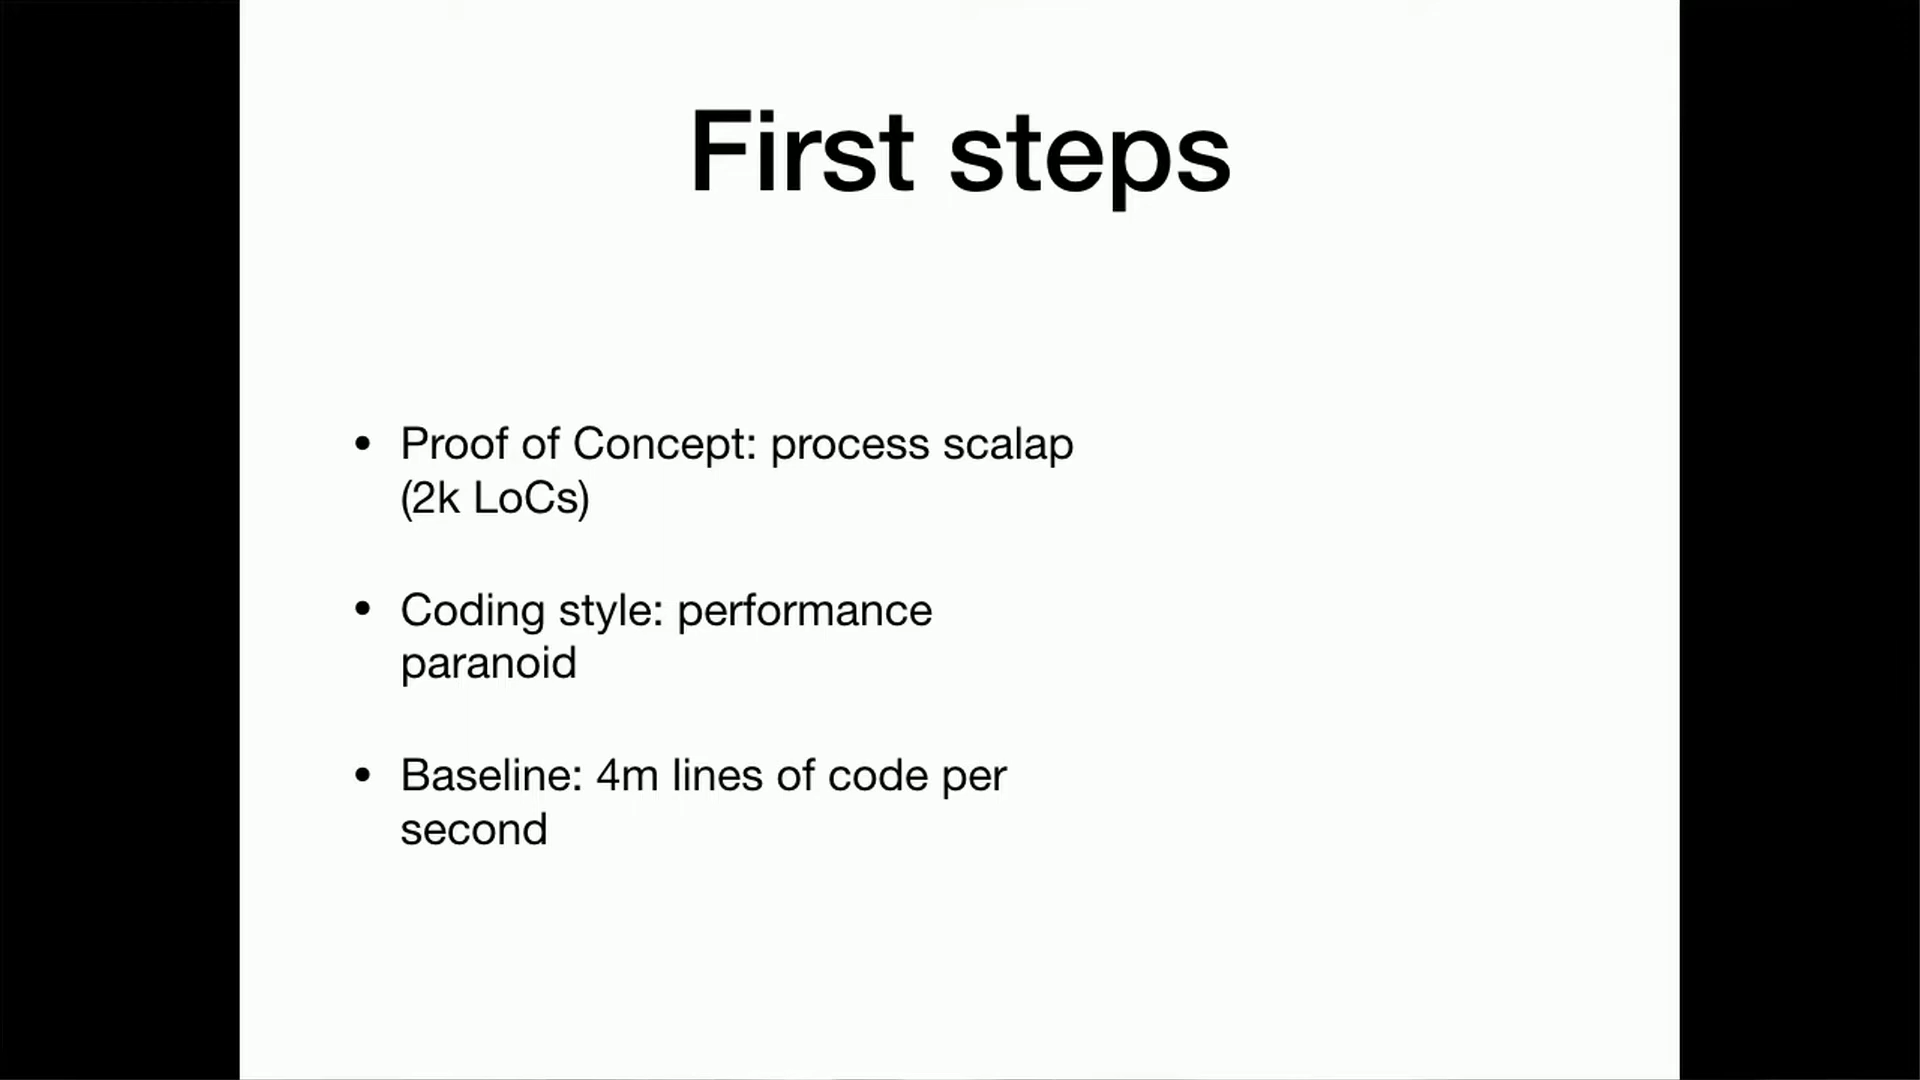 First steps
• Proof of Concept: process scalap
(2k LoCs)
• Coding style: performance
paranoid
• Baseline: 4m lines of code per
second